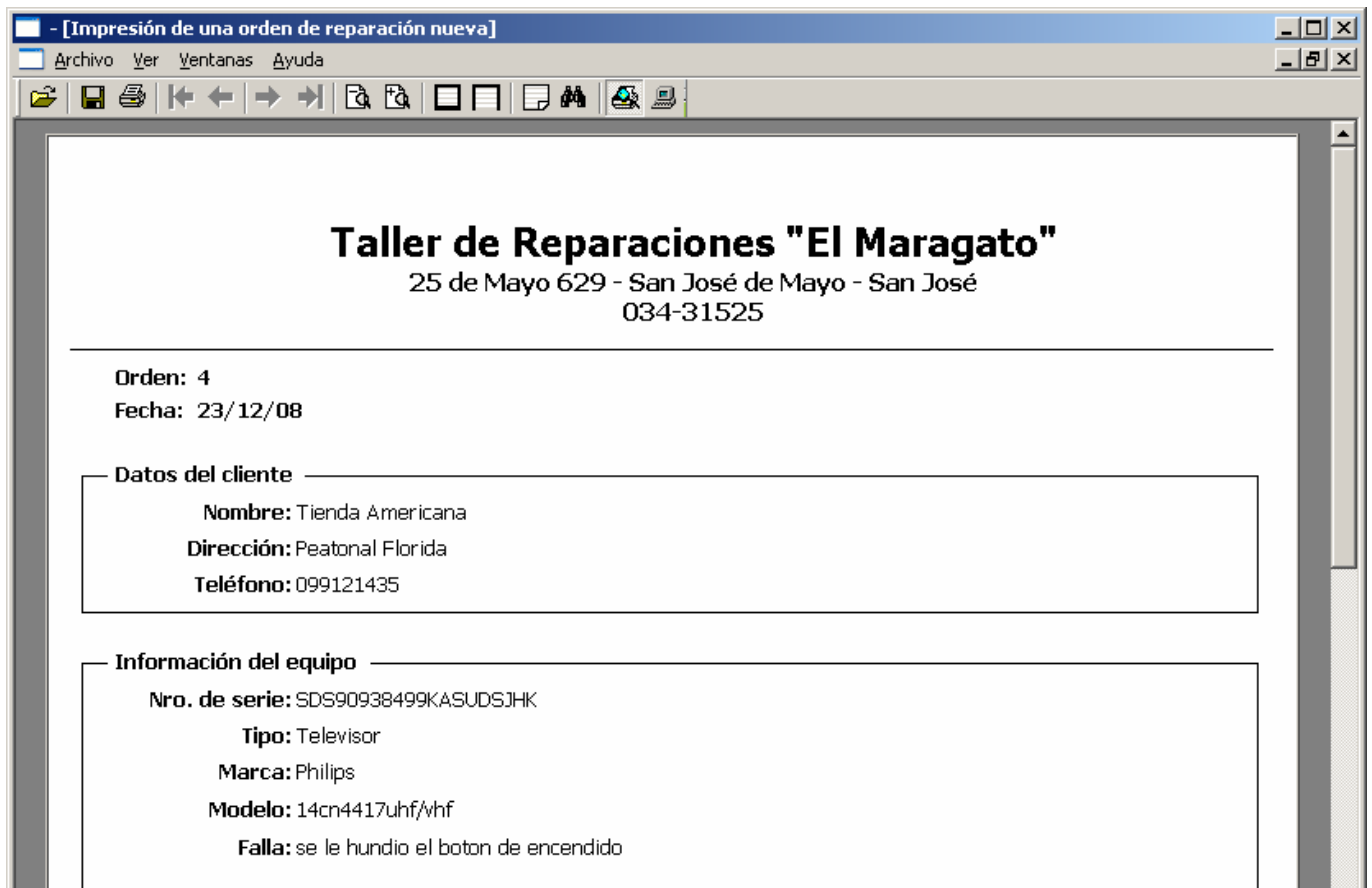 - [Impresión de una orden de reparación nueva]
Archivo Ver Ventanas Ayuda
Taller de Reparaciones "El Maragato"
25 de Mayo 629 - San José de Mayo - San José
034-31525
Orden: 4
Fecha: 23/12/08
Datos del cliente
Nombre: Tienda Americana
Dirección: Peatonal Florida
Teléfono: 099121435
Información del equipo
Nro. de serie: SDS90938499KASUDSJHK
Tipo: Televisor
Marca: Philips
Modelo: 14cn4417uhf/vhf
Falla: se le hundio el boton de encendido